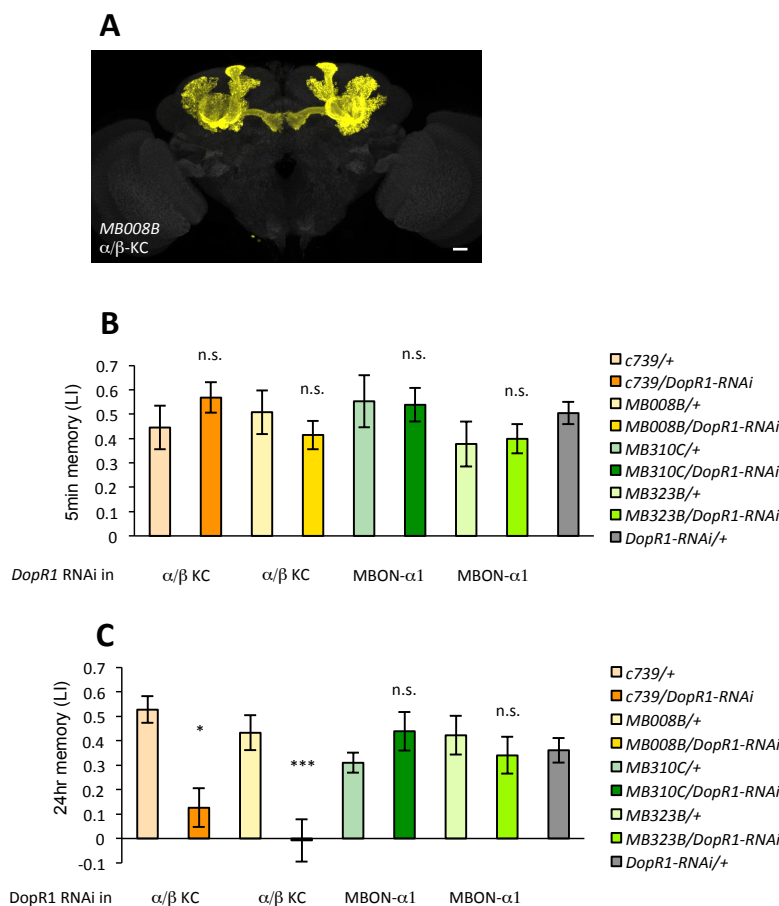 A
MB008B
α/β-KC
B
5min memory (LI)
0.7
0.6
0.5
0.4
0.3
0.2
0.1
0
n.s.
n.s.
n.s.
n.s.
c739/+
c739/DopR1-RNAi
MB008B/+
MB008B/DopR1-RNAi
MB310C/+
MB310C/DopR1-RNAi
MB323B/+
MB323B/DopR1-RNAi
DopR1-RNAi/+
DopR1 RNAi in
α/β KC
α/β KC
MBON-α1
MBON-α1
C
24hr memory (LI)
0.7
0.6
0.5
0.4
0.3
0.2
0.1
0
-0.1
*
***
n.s.
n.s.
c739/+
c739/DopR1-RNAi
MB008B/+
MB008B/DopR1-RNAi
MB310C/+
MB310C/DopR1-RNAi
MB323B/+
MB323B/DopR1-RNAi
DopR1-RNAi/+
DopR1 RNAi in
α/β KC
α/β KC
MBON-α1
MBON-α1